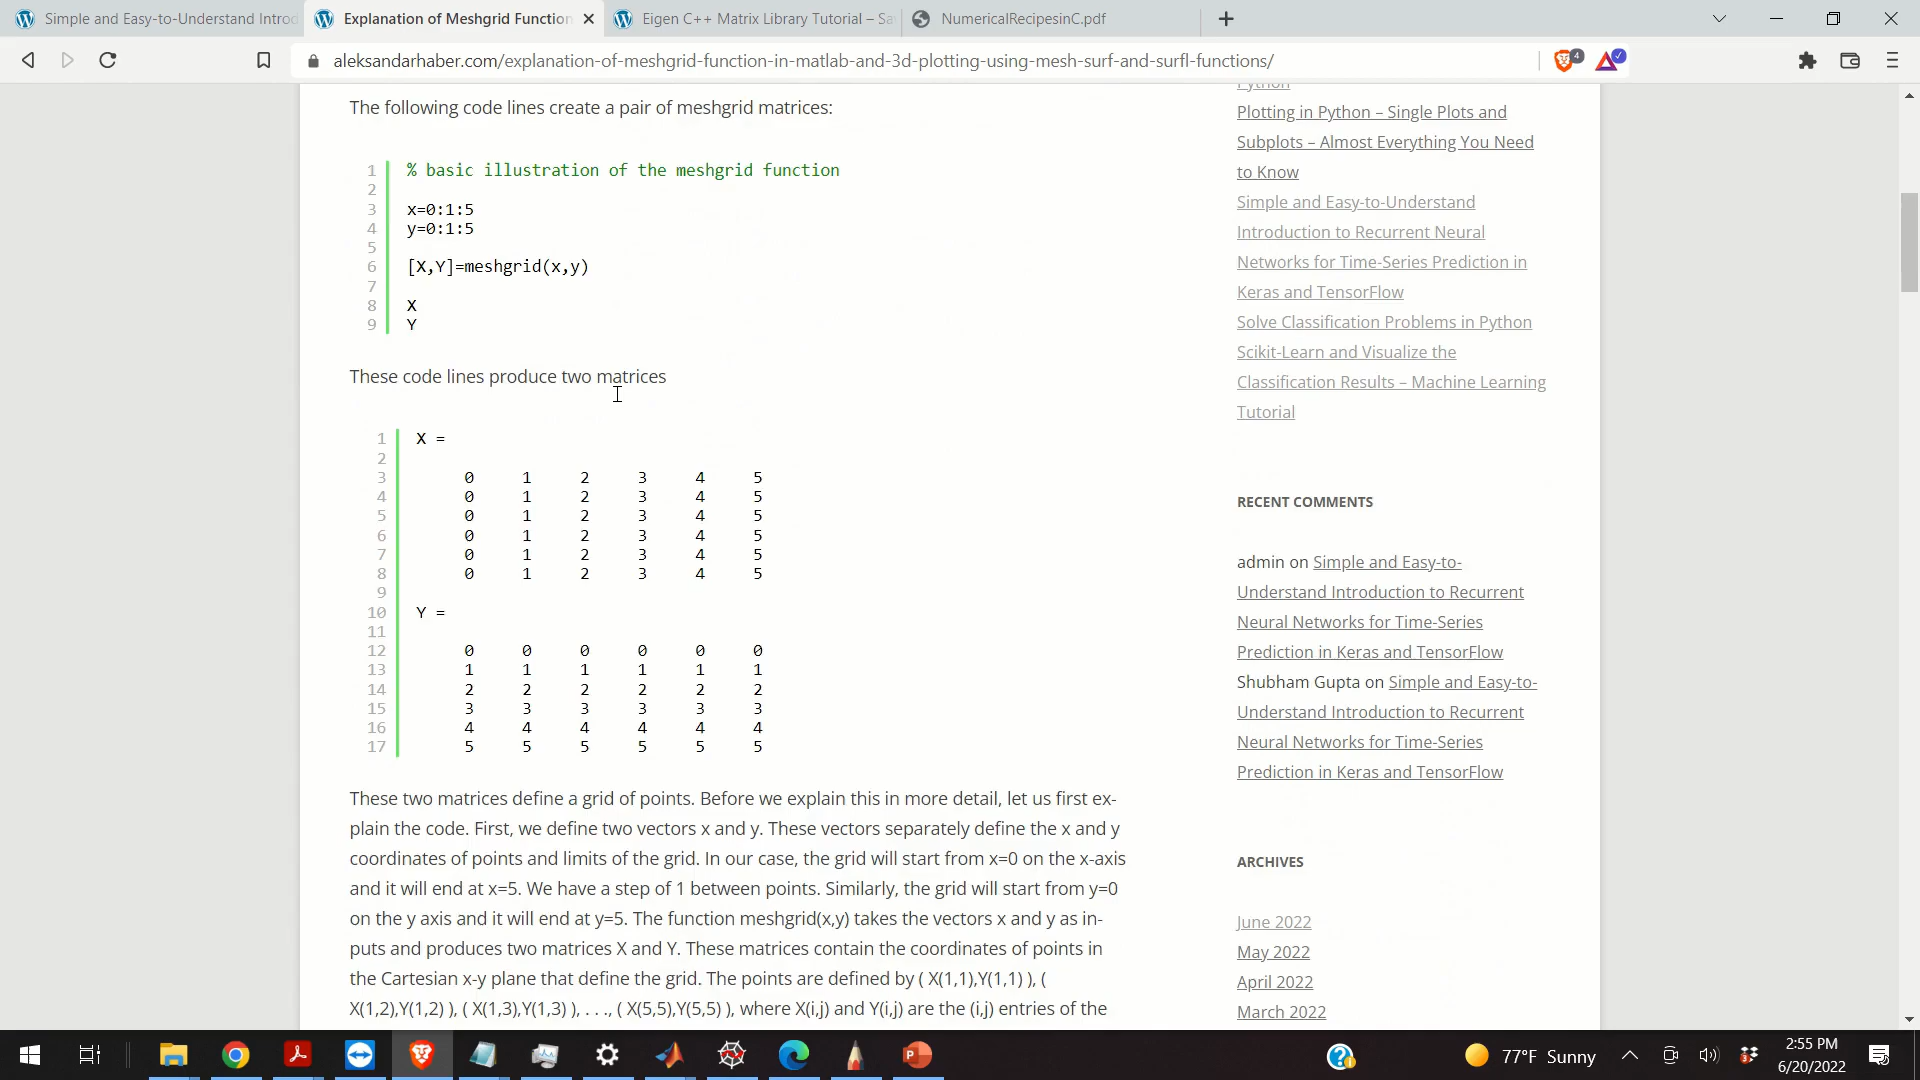 Simple and Easy-to-Understand Introd
Explanation of Meshgrid Function
Eigen C++ Matrix Library Tutorial – Sa
NumericalRecipesinC.pdf
aleksandarhaber.com/explanation-of-meshgrid-function-in-matlab-and-3d-plotting-using-mesh-surf-and-surfl-functions/
4
The following code lines create a pair of meshgrid matrices:
1 % basic illustration of the meshgrid function
2
3 x=0:1:5
4 y=0:1:5
5
6 [X,Y]=meshgrid(x,y)
7
8 X
9 Y
These code lines produce two matrices
1 X =
2
3 0 1 2 3 4 5
4 0 1 2 3 4 5
5 0 1 2 3 4 5
6 0 1 2 3 4 5
7 0 1 2 3 4 5
8 0 1 2 3 4 5
9
10 Y =
11
12 0 0 0 0 0 0
13 1 1 1 1 1 1
14 2 2 2 2 2 2
15 3 3 3 3 3 3
16 4 4 4 4 4 4
17 5 5 5 5 5 5
These two matrices define a grid of points. Before we explain this in more detail, let us first ex-
plain the code. First, we define two vectors x and y. These vectors separately define the x and y
coordinates of points and limits of the grid. In our case, the grid will start from x=0 on the x-axis
and it will end at x=5. We have a step of 1 between points. Similarly, the grid will start from y=0
on the y axis and it will end at y=5. The function meshgrid(x,y) takes the vectors x and y as in-
puts and produces two matrices X and Y. These matrices contain the coordinates of points in
the Cartesian x-y plane that define the grid. The points are defined by ( X(1,1),Y(1,1) ), (
X(1,2),Y(1,2) ), ( X(1,3),Y(1,3) ), . . ., ( X(5,5),Y(5,5) ), where X(i,j) and Y(i,j) are the (i,j) entries of the
Python
Plotting in Python – Single Plots and
Subplots – Almost Everything You Need
to Know
Simple and Easy-to-Understand
Introduction to Recurrent Neural
Networks for Time-Series Prediction in
Keras and TensorFlow
Solve Classification Problems in Python
Scikit-Learn and Visualize the
Classification Results – Machine Learning
Tutorial
RECENT COMMENTS
admin on Simple and Easy-to-
Understand Introduction to Recurrent
Neural Networks for Time-Series
Prediction in Keras and TensorFlow
Shubham Gupta on Simple and Easy-to-
Understand Introduction to Recurrent
Neural Networks for Time-Series
Prediction in Keras and TensorFlow
ARCHIVES
June 2022
May 2022
April 2022
March 2022
77°F Sunny
2:55 PM
6/20/2022